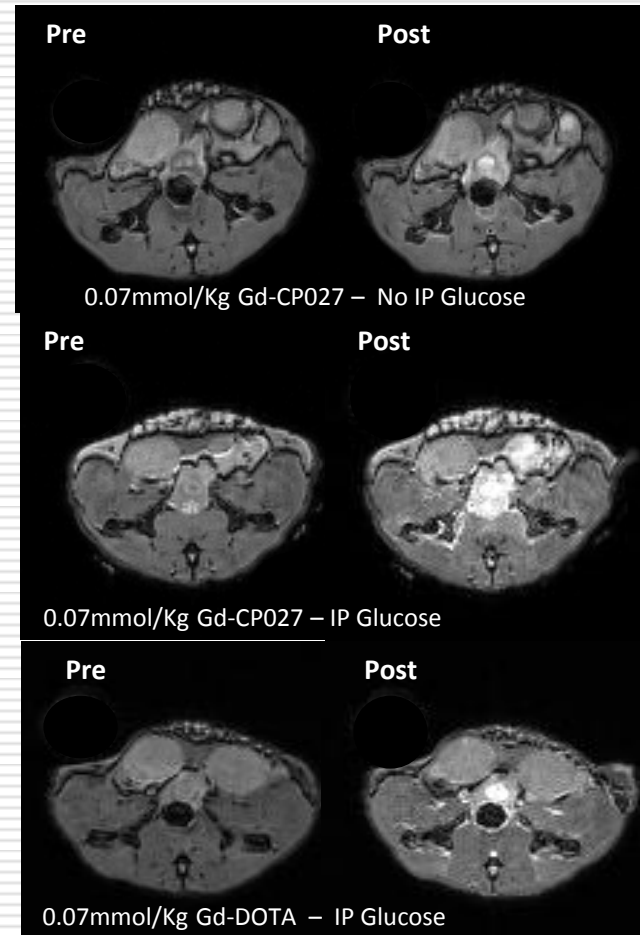 Pre Post
0.07mmol/Kg Gd-CP027 – No IP Glucose
Pre Post
0.07mmol/Kg Gd-CP027 – IP Glucose
Pre Post
0.07mmol/Kg Gd-DOTA – IP Glucose